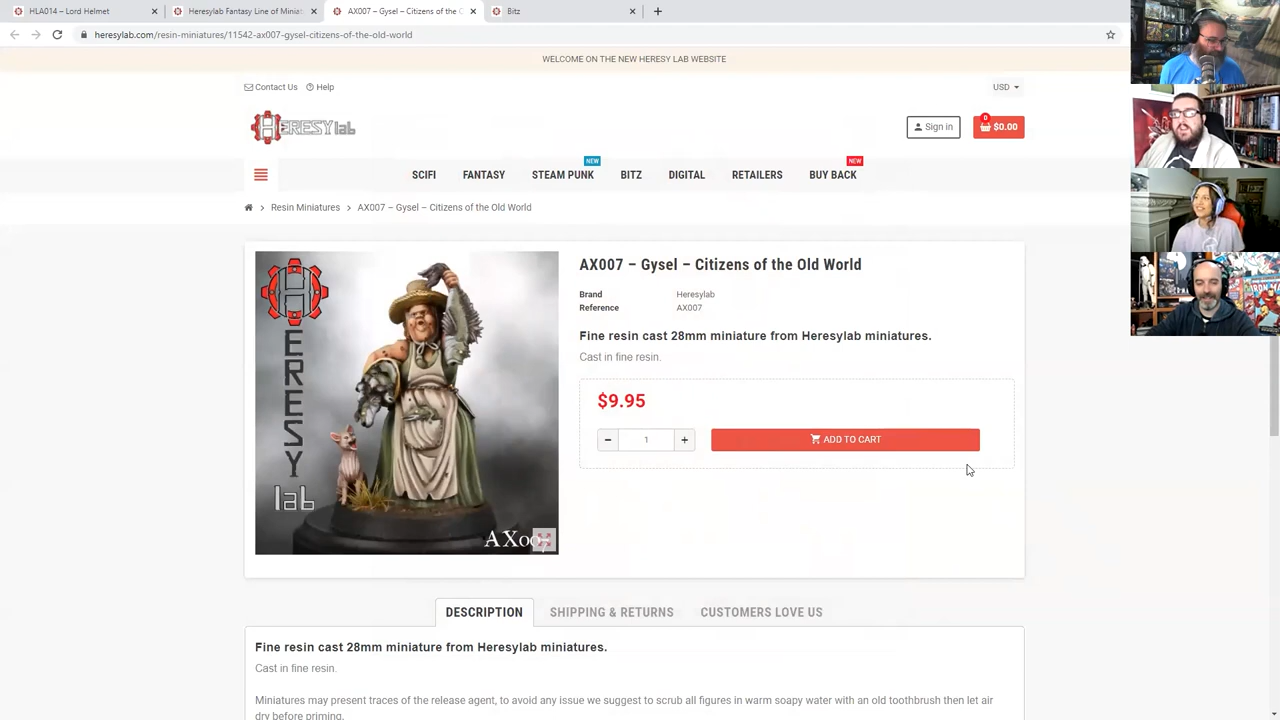 HLA014 – Lord Helmet
Heresylab Fantasy Line of Miniat
AX007 – Gysel – Citizens of the O
Bitz
heresylab.com/resin-miniatures/11542-ax007-gysel-citizens-of-the-old-world
WELCOME ON THE NEW HERESY LAB WEBSITE
Contact Us Help USD
HERESYlab
Sign in
0
$0.00
NEW NEW
SCIFI FANTASY STEAM PUNK BITZ DIGITAL RETAILERS BUY BACK
Resin Miniatures > AX007 – Gysel – Citizens of the Old World
HERESY
lab
AX007
AX007 – Gysel – Citizens of the Old World
Brand Heresylab
Reference AX007
Fine resin cast 28mm miniature from Heresylab miniatures.
Cast in fine resin.
$9.95
− 1 + ADD TO CART
DESCRIPTION SHIPPING & RETURNS CUSTOMERS LOVE US
Fine resin cast 28mm miniature from Heresylab miniatures.
Cast in fine resin.
Miniatures may present traces of the release agent, to avoid any issue we suggest to scrub all figures in warm soapy water with an old toothbrush then let air
dry before priming.